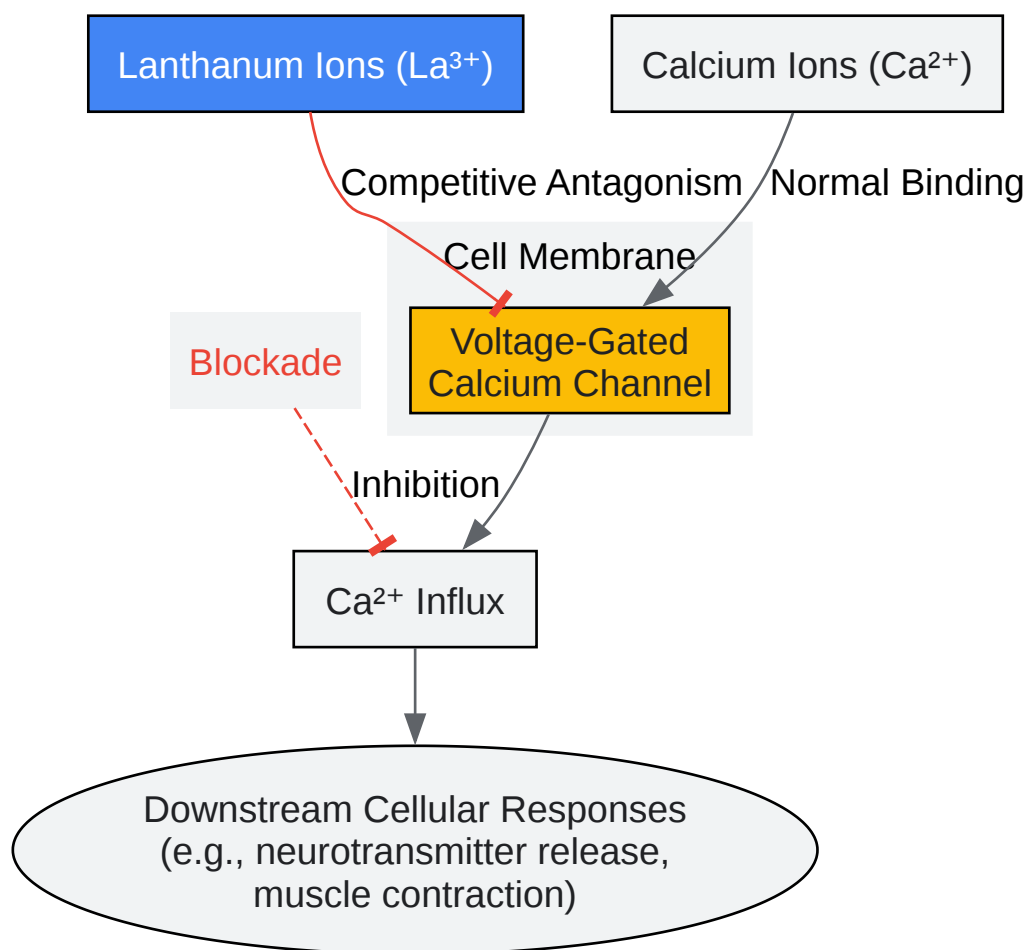 Lanthanum Ions (La³⁺)
Calcium Ions (Ca²⁺)
Competitive Antagonism
Normal Binding
Cell Membrane
Voltage-Gated
Calcium Channel
Blockade
Inhibition
Ca²⁺ Influx
Downstream Cellular Responses
(e.g., neurotransmitter release,
muscle contraction)